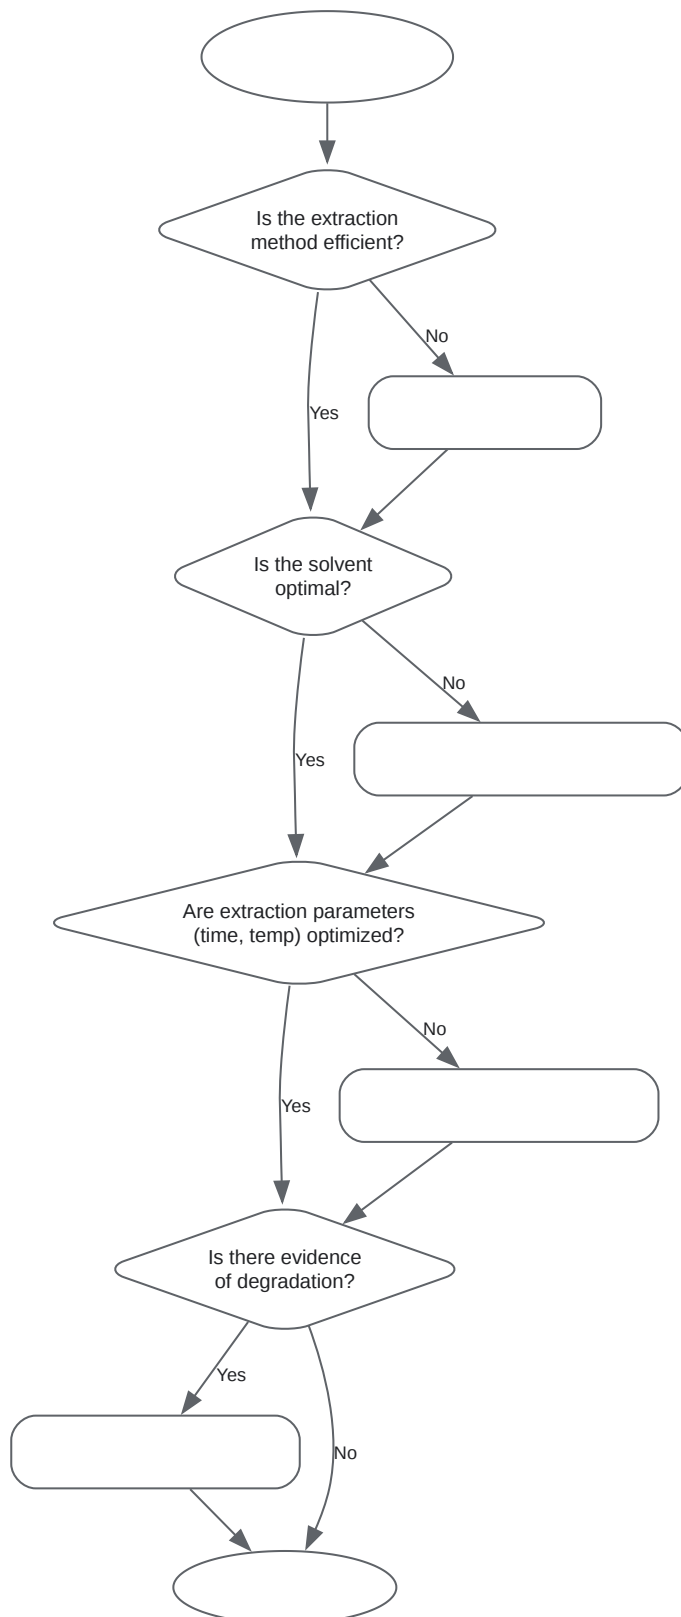 Is the extraction
method efficient?
No
Yes
Is the solvent
optimal?
No
Yes
Are extraction parameters
(time, temp) optimized?
No
Yes
Is there evidence
of degradation?
Yes
No